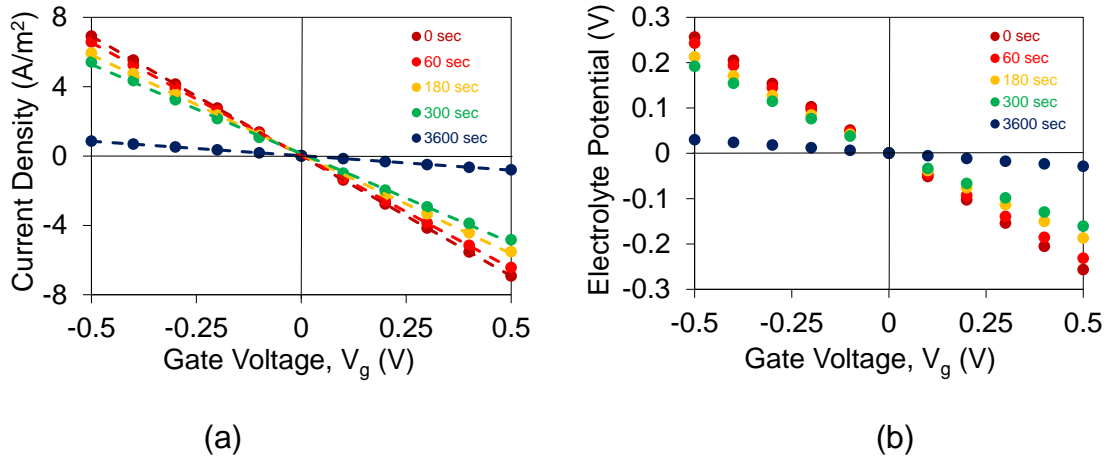 Current Density (A/m²)
8
4
0
-4
-8
-0.5
-0.25
0
0.25
0.5
Gate Voltage, Vg (V)
0 sec
60 sec
180 sec
300 sec
3600 sec
(a)
Electrolyte Potential (V)
0.3
0.2
0.1
0
-0.1
-0.2
0.3
-0.5
-0.25
0
0.25
0.5
Gate Voltage, Vg (V)
0 sec
60 sec
180 sec
300 sec
3600 sec
(b)